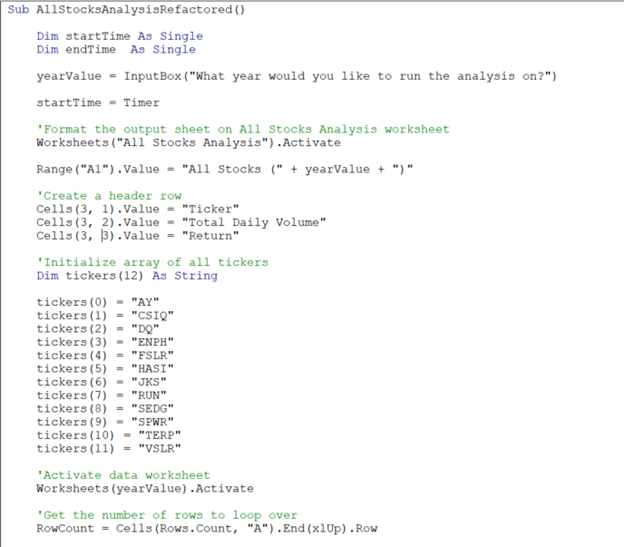 Sub AllStocksAnalysisRefactored()
Dim startTime As Single
Dim endTime  As Single
yearValue = InputBox("What year would you like to run the analysis on?")
startTime = Timer
'Format the output sheet on All Stocks Analysis worksheet
Worksheets("All Stocks Analysis").Activate
Range("A1").Value = "All Stocks (" + yearValue + ")"
'Create a header row
Cells(3, 1).Value = "Ticker"
Cells(3, 2).Value = "Total Daily Volume"
Cells(3, 3).Value = "Return"
'Initialize array of all tickers
Dim tickers(12) As String
tickers(0) = "AY"
tickers(1) = "CSIQ"
tickers(2) = "DQ"
tickers(3) = "ENPH"
tickers(4) = "FSLR"
tickers(5) = "HASI"
tickers(6) = "JKS"
tickers(7) = "RUN"
tickers(8) = "SEDG"
tickers(9) = "SPWR"
tickers(10) = "TERP"
tickers(11) = "VSLR"
'Activate data worksheet
Worksheets(yearValue).Activate
'Get the number of rows to loop over
RowCount = Cells(Rows.Count, "A").End(xlUp).Row